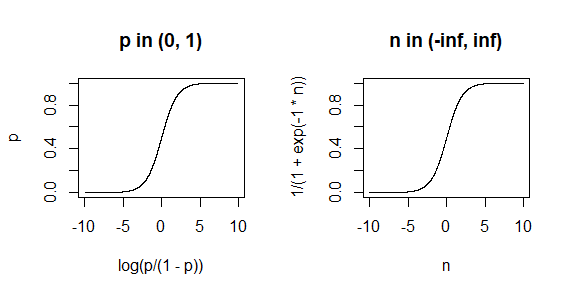 p in (0, 1)
p
0.0 0.4 0.8
-10 -5 0 5 10
log(p/(1 - p))
n in (-inf, inf)
1/(1 + exp(-1 * n))
0.0 0.4 0.8
-10 -5 0 5 10
n